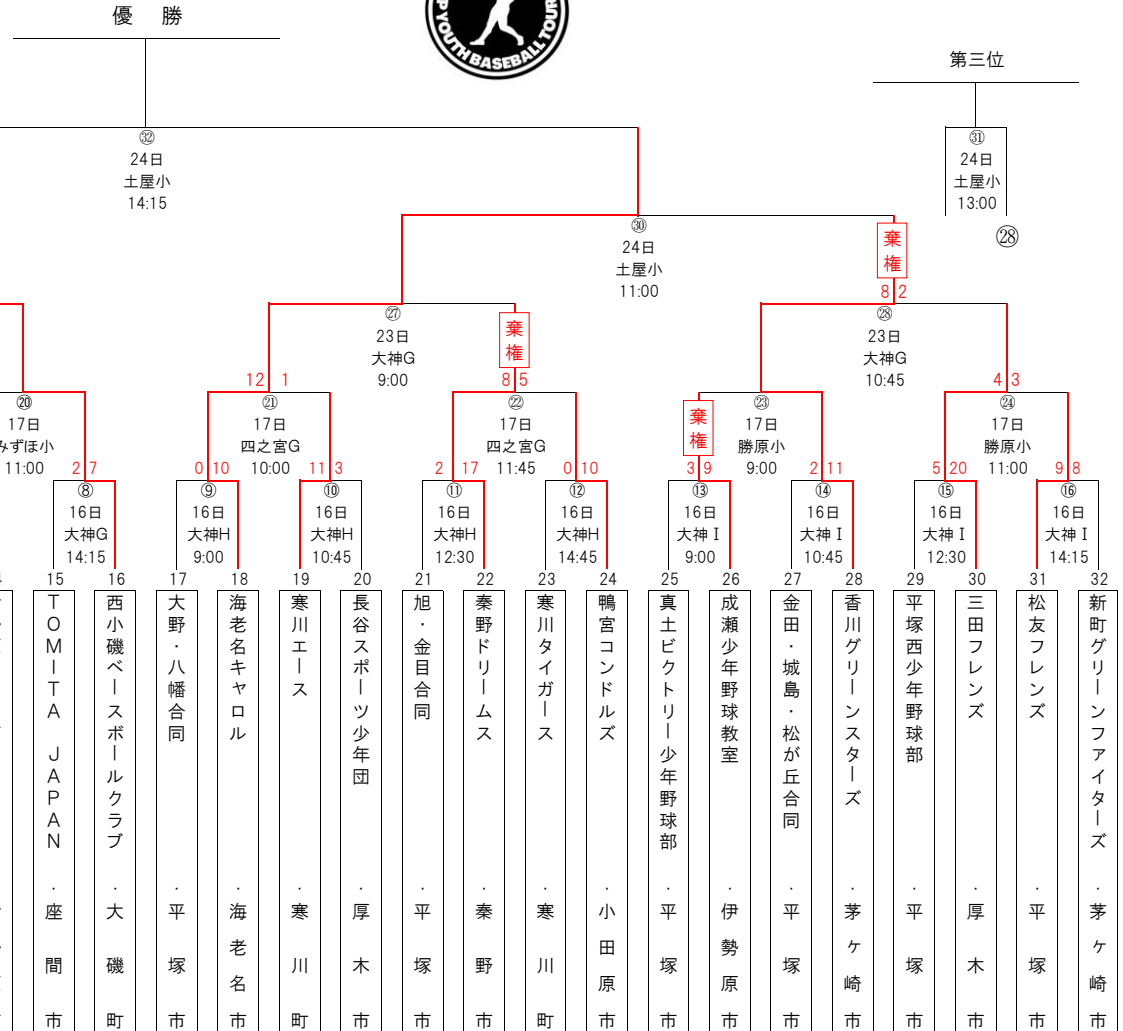 優 勝
P YOUTH BASEBALL TOUR
第三位
㉜
24日
土屋小
14:15
㉛
24日
土屋小
13:00
㉘
㉚
24日
土屋小
11:00
棄権
8 2
㉗
23日
大神G
9:00
棄権
8 5
㉘
23日
大神G
10:45
12 1
4 3
⑳
17日
みずほ小
11:00
㉑
17日
四之宮G
10:00
㉒
17日
四之宮G
11:45
棄権
㉓
17日
勝原小
9:00
㉔
17日
勝原小
11:00
2 7
0 10
11 3
2 17
0 10
3 9
2 11
5 20
9 8
⑧
16日
大神G
14:15
⑨
16日
大神H
9:00
⑩
16日
大神H
10:45
⑪
16日
大神H
12:30
⑫
16日
大神H
14:45
⑬
16日
大神Ｉ
9:00
⑭
16日
大神Ｉ
10:45
⑮
16日
大神Ｉ
12:30
⑯
16日
大神Ｉ
14:15
15 ＴＯＭＩＴＡ ＪＡＰＡＮ ・座間市
16 西小磯ベースボールクラブ ・大磯町
17 大野・八幡合同 ・平塚市
18 海老名キャロル ・海老名市
19 寒川エース ・寒川町
20 長谷スポーツ少年団 ・厚木市
21 旭・金目合同 ・平塚市
22 秦野ドリームス ・秦野市
23 寒川タイガース ・寒川町
24 鴨宮コンドルズ ・小田原市
25 真土ビクトリー少年野球部 ・平塚市
26 成瀬少年野球教室 ・伊勢原市
27 金田・城島・松が丘合同 ・平塚市
28 香川グリーンスターズ ・茅ヶ崎市
29 平塚西少年野球部 ・平塚市
30 三田フレンズ ・厚木市
31 松友フレンズ ・平塚市
32 新町グリーンファイターズ ・茅ケ崎市